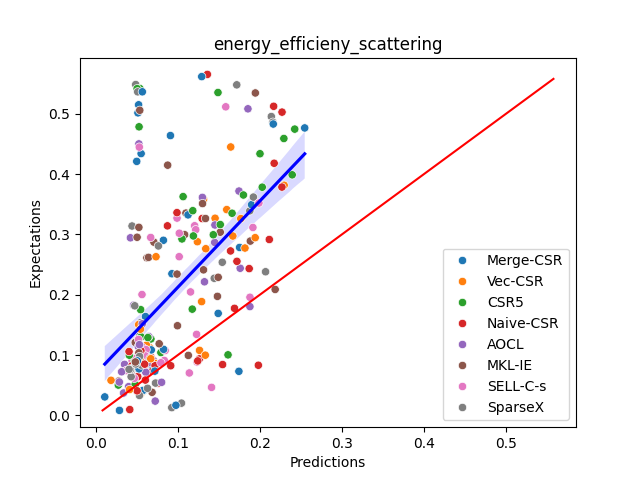 energy_efficieny_scattering
Expectations
0.5
0.4
0.3
0.2
0.1
0.0
0.0 0.1 0.2 0.3 0.4 0.5
Predictions
Merge-CSR
Vec-CSR
CSR5
Naive-CSR
AOCL
MKL-IE
SELL-C-s
SparseX